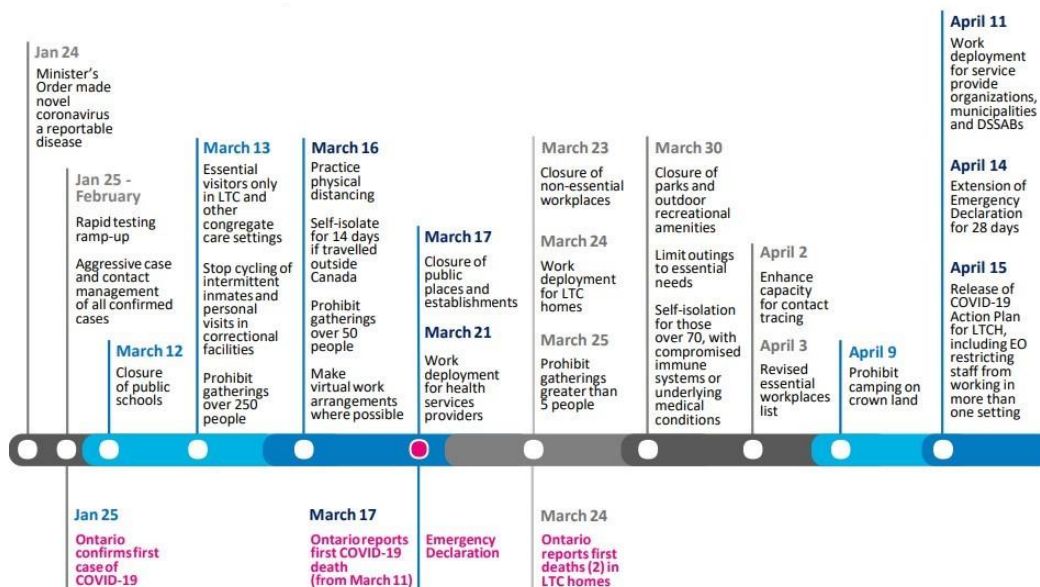 Jan 24
Minister's
Order made
novel
coronavirus
a reportable
disease
Jan 25 -
February
Rapid testing
ramp-up
Aggressive case
and contact
management
of all confirmed
cases
March 12
Closure
of public
schools
March 13
Essential
visitors only
in LTC and
other
congregate
care settings
Stop cycling of
intermittent
inmates and
personal
visits in
correctional
facilities
Prohibit
gatherings
over 250
people
March 16
Practice
physical
distancing
Self-isolate
for 14 days
if travelled
outside
Canada
Prohibit
gatherings
over 50
people
Make
virtual work
arrangements
where possible
March 17
Closure of
public
places and
establishments
March 21
Work
deployment
for health
services
providers
March 23
Closure of
non-essential
workplaces
March 24
Work
deployment
for LTC
homes
March 25
Prohibit
gatherings
greater than
5 people
March 30
Closure of
parks and
outdoor
recreational
amenities
Limit outings
to essential
needs
Self-isolation
for those
over 70, with
compromised
immune
systems or
underlying
medical
conditions
April 2
Enhance
capacity
for contact
tracing
April 3
Revised
essential
workplaces
list
April 9
Prohibit
camping on
crown land
April 11
Work
deployment
for service
provide
organizations,
municipalities
and DSSABs
April 14
Extension of
Emergency
Declaration
for 28 days
April 15
Release of
COVID-19
Action Plan
for LTCH,
including EO
restricting
staff from
working in
more than
one setting
Jan 25
Ontario
confirms first
case of
COVID-19
March 17
Ontario reports
first COVID-19
death
(from March 11)
Emergency
Declaration
March 24
Ontario
reports first
deaths (2) in
LTC homes